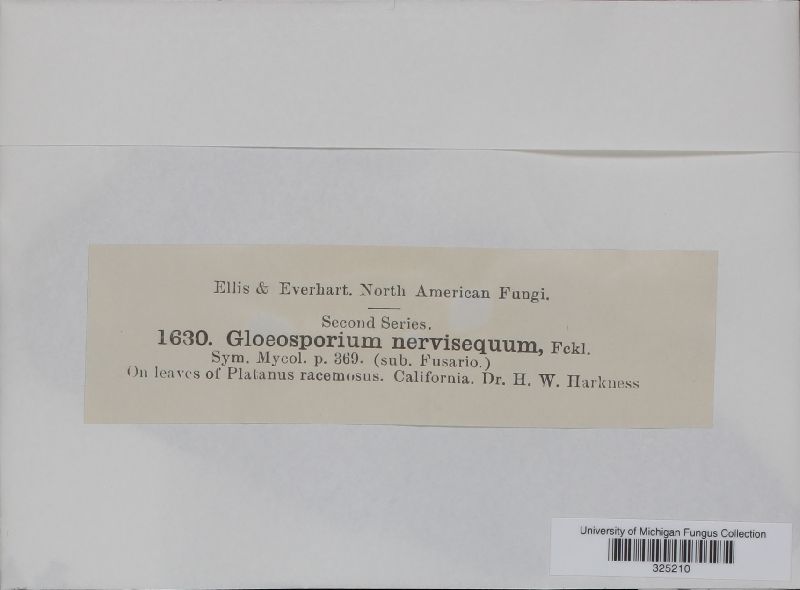 Ellis & Everhart. North American Fungi.
Second Series.
1630. Gloeosporium nervisequum, Fckl.
Sym. Mycol. p. 369. (sub. Fusario.)
On leaves of Platanus racemosus. California. Dr. H. W. Harkness
University of Michigan Fungus Collection
325210